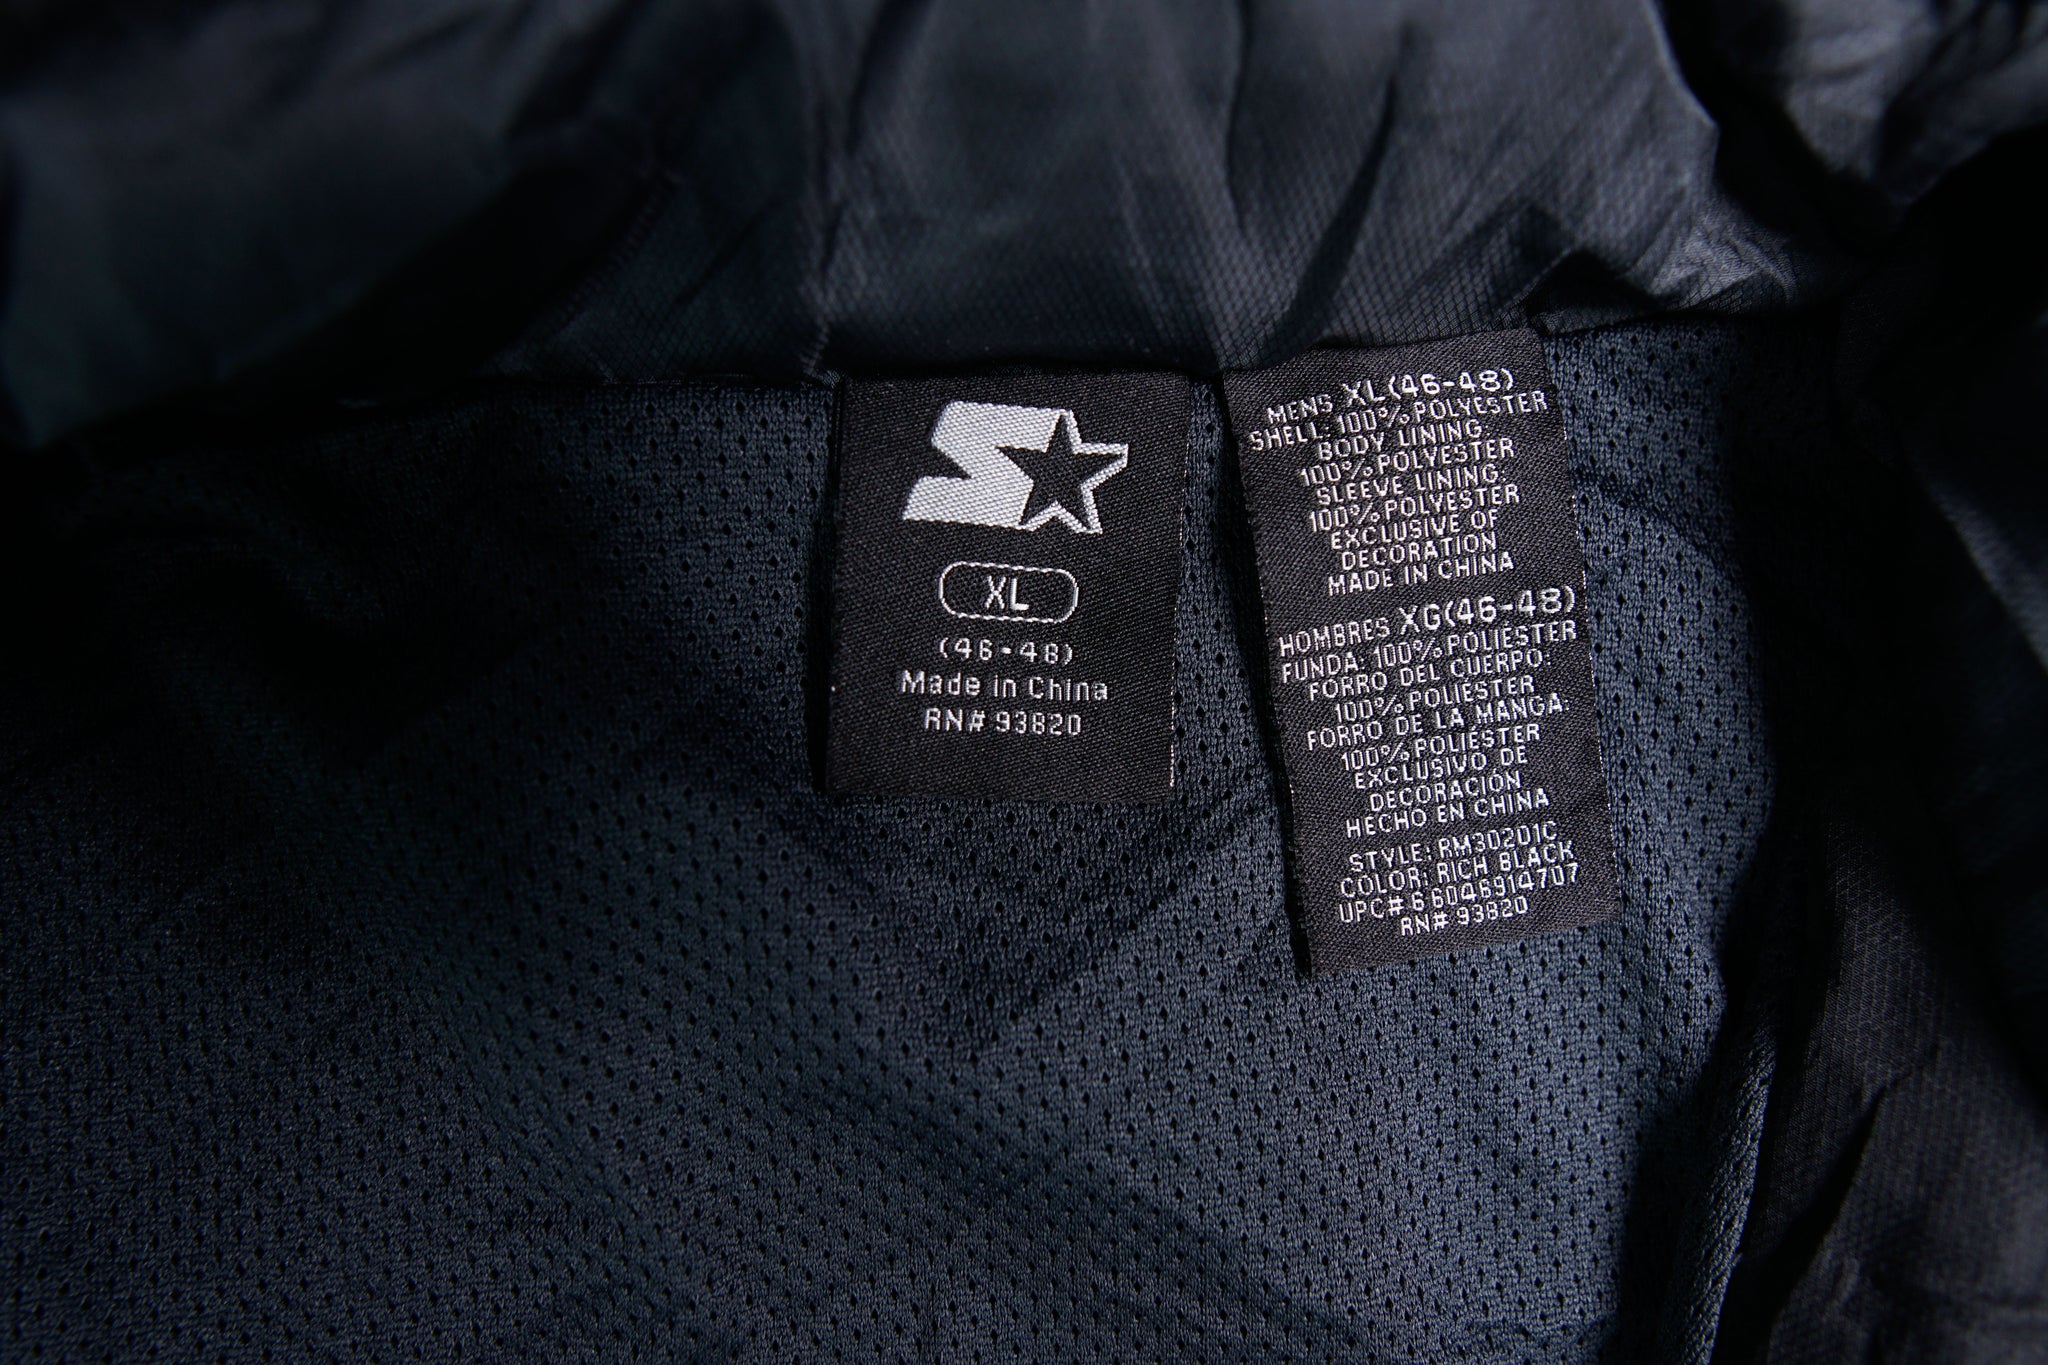 XL
(46-48)
Made in China
RN# 93820
MENS XL(46-48)
SHELL: 100% POLYESTER
BODY LINING:
100% POLYESTER
SLEEVE LINING:
100% POLYESTER
EXCLUSIVE OF
DECORATION
MADE IN CHINA
HOMBRES XG(46-48)
FUNDA: 100% POLIESTER
FORRO DEL CUERPO:
100% POLIESTER
FORRO DE LA MANGA:
100% POLIESTER
EXCLUSIVO DE
DECORACIÓN
HECHO EN CHINA
STYLE: RM30201C
COLOR: RICH BLACK
UPC# 66046914707
RN# 93820